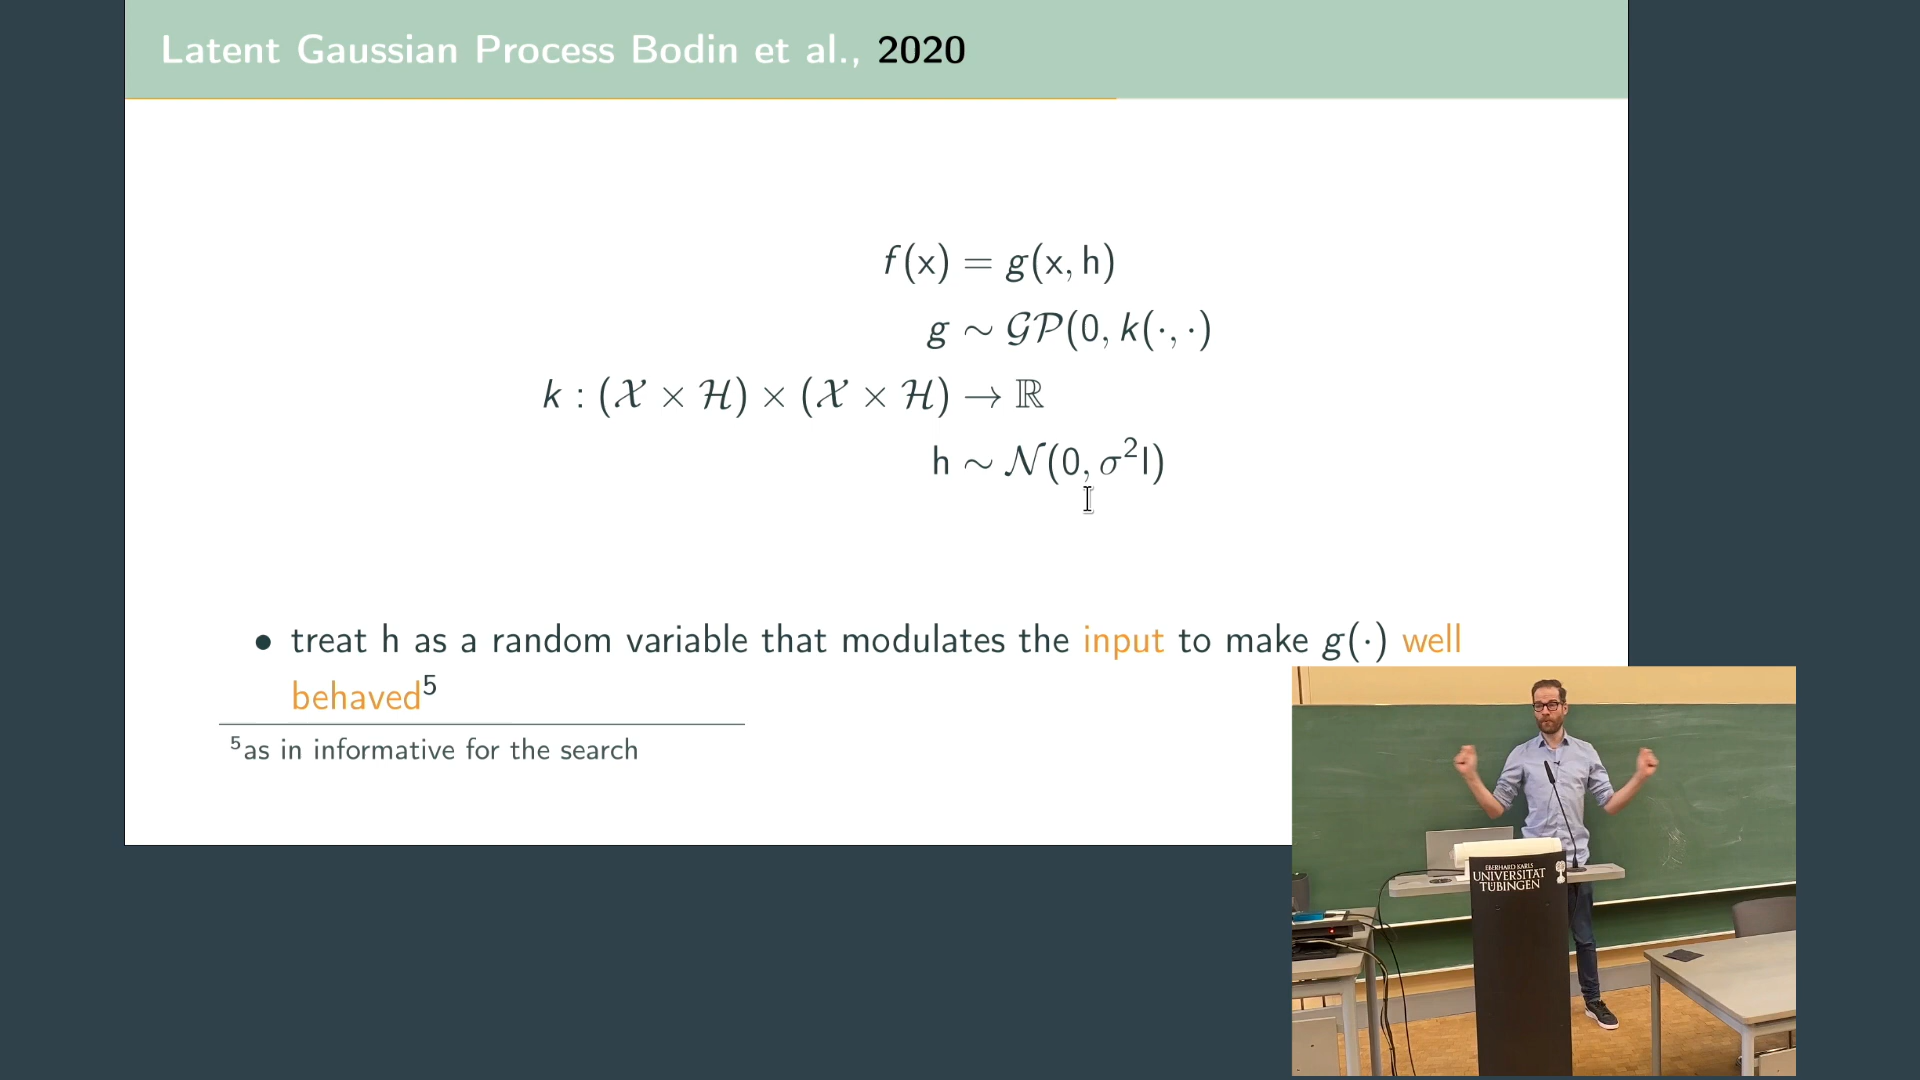 Latent Gaussian Process Bodin et al., 2020
f(x) = g(x, h)
g ∼ 𝒢𝒫(0, k(·, ·)
k : (𝒳 × ℋ) × (𝒳 × ℋ) → ℝ
h ∼ 𝒩(0, σ²I)
• treat h as a random variable that modulates the input to make g(·) well
behaved⁵
⁵as in informative for the search
EBERHARD KARLS
UNIVERSITÄT
TÜBINGEN